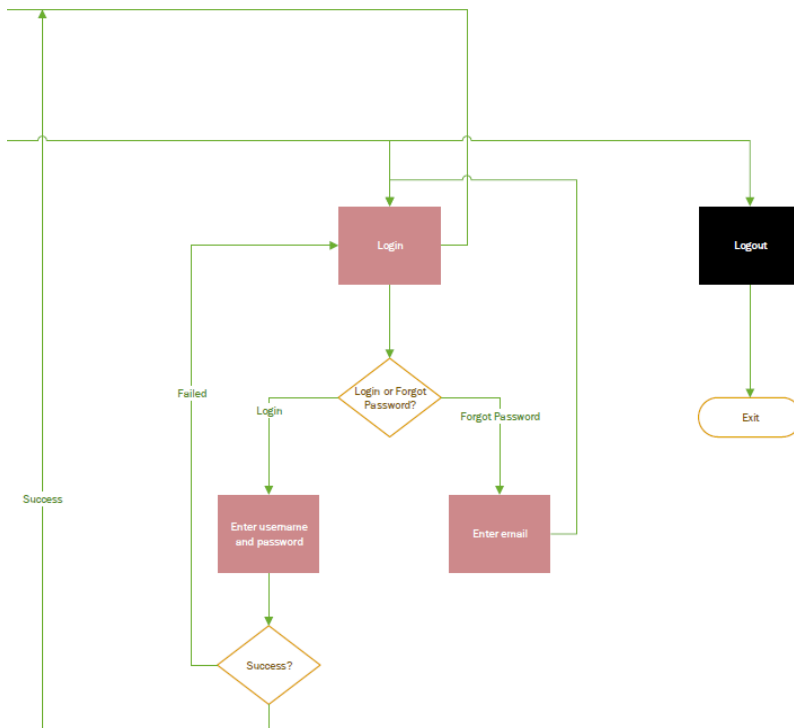 Login
Logout
Login or Forgot
Password?
Failed
Login
Forgot Password
Exit
Success
Enter username
and password
Enter email
Success?